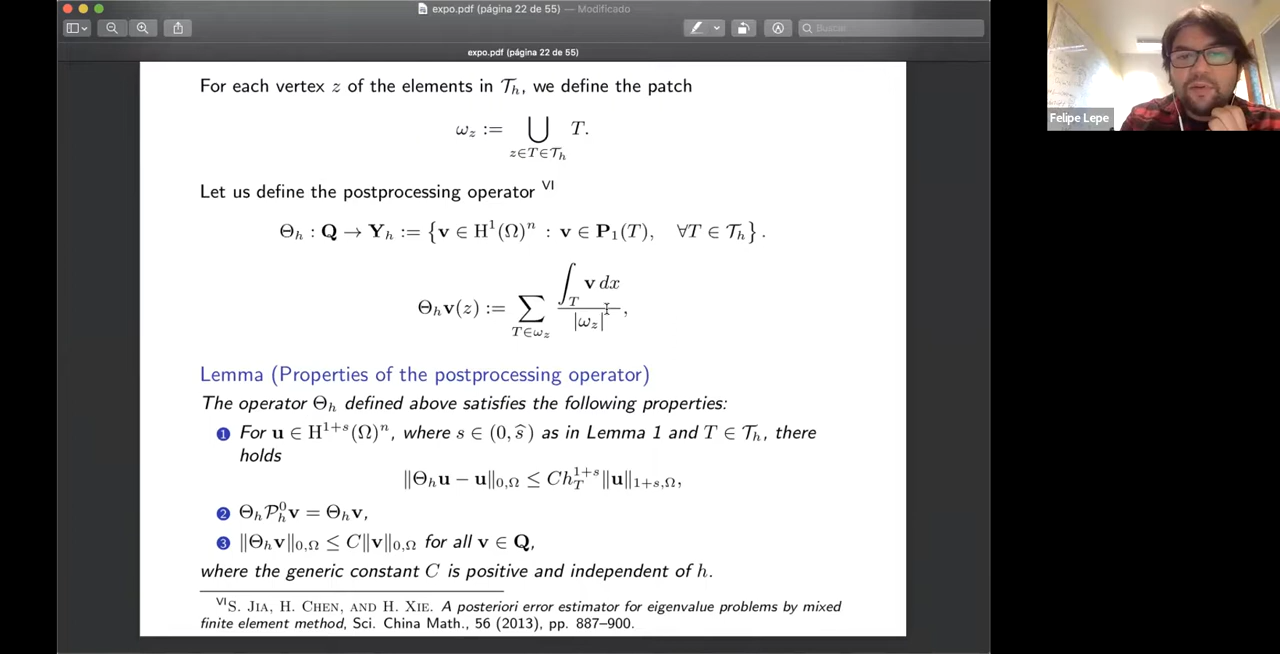 expo.pdf (página 22 de 55) — Modificado
Buscar
expo.pdf (página 22 de 55)
For each vertex z of the elements in 𝒯_h, we define the patch
ω_z := ⋃_{z∈T∈𝒯_h} T.
Let us define the postprocessing operator ^VI
Θ_h : Q → Y_h := {v ∈ H¹(Ω)ⁿ : v ∈ P₁(T), ∀T ∈ 𝒯_h} .
Θ_h v(z) := ∑_{T∈ω_z} ∫_T v dx / |ω_z| ,
Lemma (Properties of the postprocessing operator)
The operator Θ_h defined above satisfies the following properties:
1 For u ∈ H^{1+s}(Ω)ⁿ, where s ∈ (0, ŝ) as in Lemma 1 and T ∈ 𝒯_h, there
holds
‖Θ_h u − u‖_{0,Ω} ≤ C h_T^{1+s} ‖u‖_{1+s,Ω},
2 Θ_h 𝒫_h^0 v = Θ_h v,
3 ‖Θ_h v‖_{0,Ω} ≤ C‖v‖_{0,Ω} for all v ∈ Q,
where the generic constant C is positive and independent of h.
VI S. Jia, H. Chen, and H. Xie. A posteriori error estimator for eigenvalue problems by mixed
finite element method, Sci. China Math., 56 (2013), pp. 887–900.
Felipe Lepe